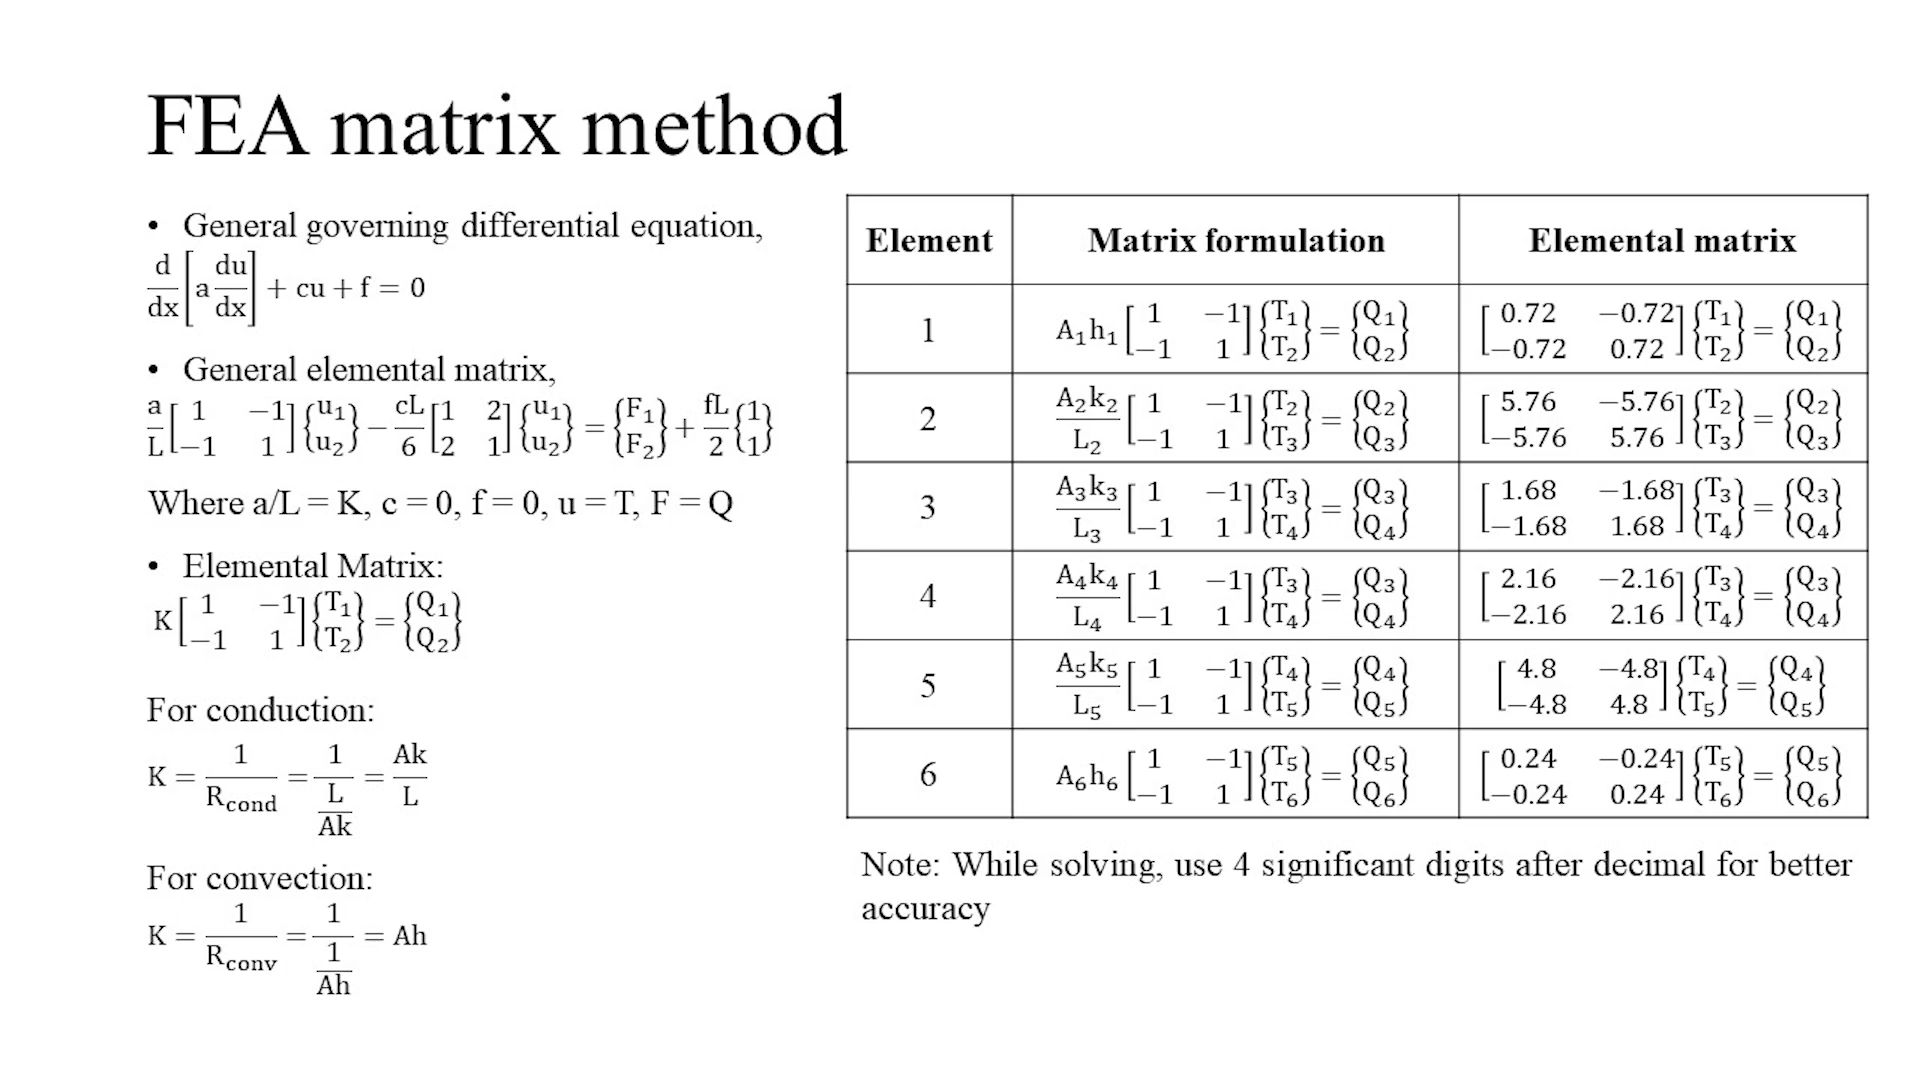 FEA matrix method
• General governing differential equation,
d/dx [a du/dx] + cu + f = 0
• General elemental matrix,
a/L [1 −1; −1 1] {u₁; u₂} − cL/6 [1 2; 2 1] {u₁; u₂} = {F₁; F₂} + fL/2 {1; 1}
Where a/L = K, c = 0, f = 0, u = T, F = Q
• Elemental Matrix:
K [1 −1; −1 1] {T₁; T₂} = {Q₁; Q₂}
For conduction:
K = 1/R_cond = 1/(L/Ak) = Ak/L
For convection:
K = 1/R_conv = 1/(1/Ah) = Ah
Element Matrix formulation Elemental matrix
1 A₁h₁ [1 −1; −1 1] {T₁; T₂} = {Q₁; Q₂} [0.72 −0.72; −0.72 0.72] {T₁; T₂} = {Q₁; Q₂}
2 A₂k₂/L₂ [1 −1; −1 1] {T₂; T₃} = {Q₂; Q₃} [5.76 −5.76; −5.76 5.76] {T₂; T₃} = {Q₂; Q₃}
3 A₃k₃/L₃ [1 −1; −1 1] {T₃; T₄} = {Q₃; Q₄} [1.68 −1.68; −1.68 1.68] {T₃; T₄} = {Q₃; Q₄}
4 A₄k₄/L₄ [1 −1; −1 1] {T₃; T₄} = {Q₃; Q₄} [2.16 −2.16; −2.16 2.16] {T₃; T₄} = {Q₃; Q₄}
5 A₅k₅/L₅ [1 −1; −1 1] {T₄; T₅} = {Q₄; Q₅} [4.8 −4.8; −4.8 4.8] {T₄; T₅} = {Q₄; Q₅}
6 A₆h₆ [1 −1; −1 1] {T₅; T₆} = {Q₅; Q₆} [0.24 −0.24; −0.24 0.24] {T₅; T₆} = {Q₅; Q₆}
Note: While solving, use 4 significant digits after decimal for better
accuracy